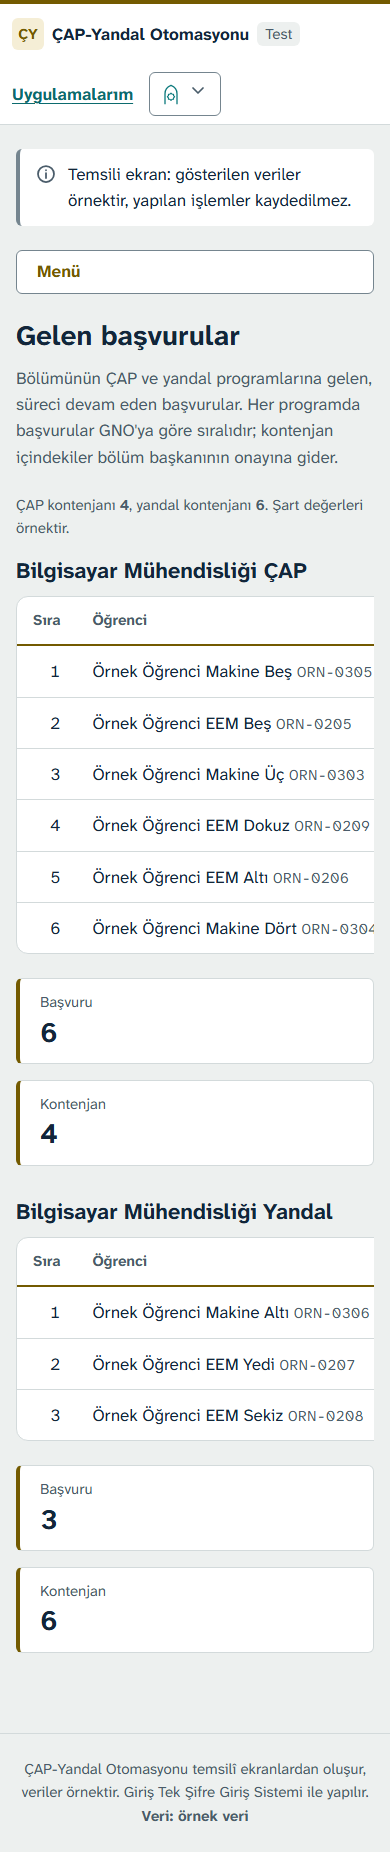 ÇY ÇAP-Yandal Otomasyonu Test
Uygulamalarım
Temsili ekran: gösterilen veriler
örnektir, yapılan işlemler kaydedilmez.
Menü
Gelen başvurular
Bölümünün ÇAP ve yandal programlarına gelen,
süreci devam eden başvurular. Her programda
başvurular GNO'ya göre sıralıdır; kontenjan
içindekiler bölüm başkanının onayına gider.
ÇAP kontenjanı 4, yandal kontenjanı 6. Şart değerleri
örnektir.
Bilgisayar Mühendisliği ÇAP
Sıra Öğrenci
1 Örnek Öğrenci Makine Beş ORN-0305
2 Örnek Öğrenci EEM Beş ORN-0205
3 Örnek Öğrenci Makine Üç ORN-0303
4 Örnek Öğrenci EEM Dokuz ORN-0209
5 Örnek Öğrenci EEM Altı ORN-0206
6 Örnek Öğrenci Makine Dört ORN-0304
Başvuru
6
Kontenjan
4
Bilgisayar Mühendisliği Yandal
Sıra Öğrenci
1 Örnek Öğrenci Makine Altı ORN-0306
2 Örnek Öğrenci EEM Yedi ORN-0207
3 Örnek Öğrenci EEM Sekiz ORN-0208
Başvuru
3
Kontenjan
6
ÇAP-Yandal Otomasyonu temsilî ekranlardan oluşur,
veriler örnektir. Giriş Tek Şifre Giriş Sistemi ile yapılır.
Veri: örnek veri